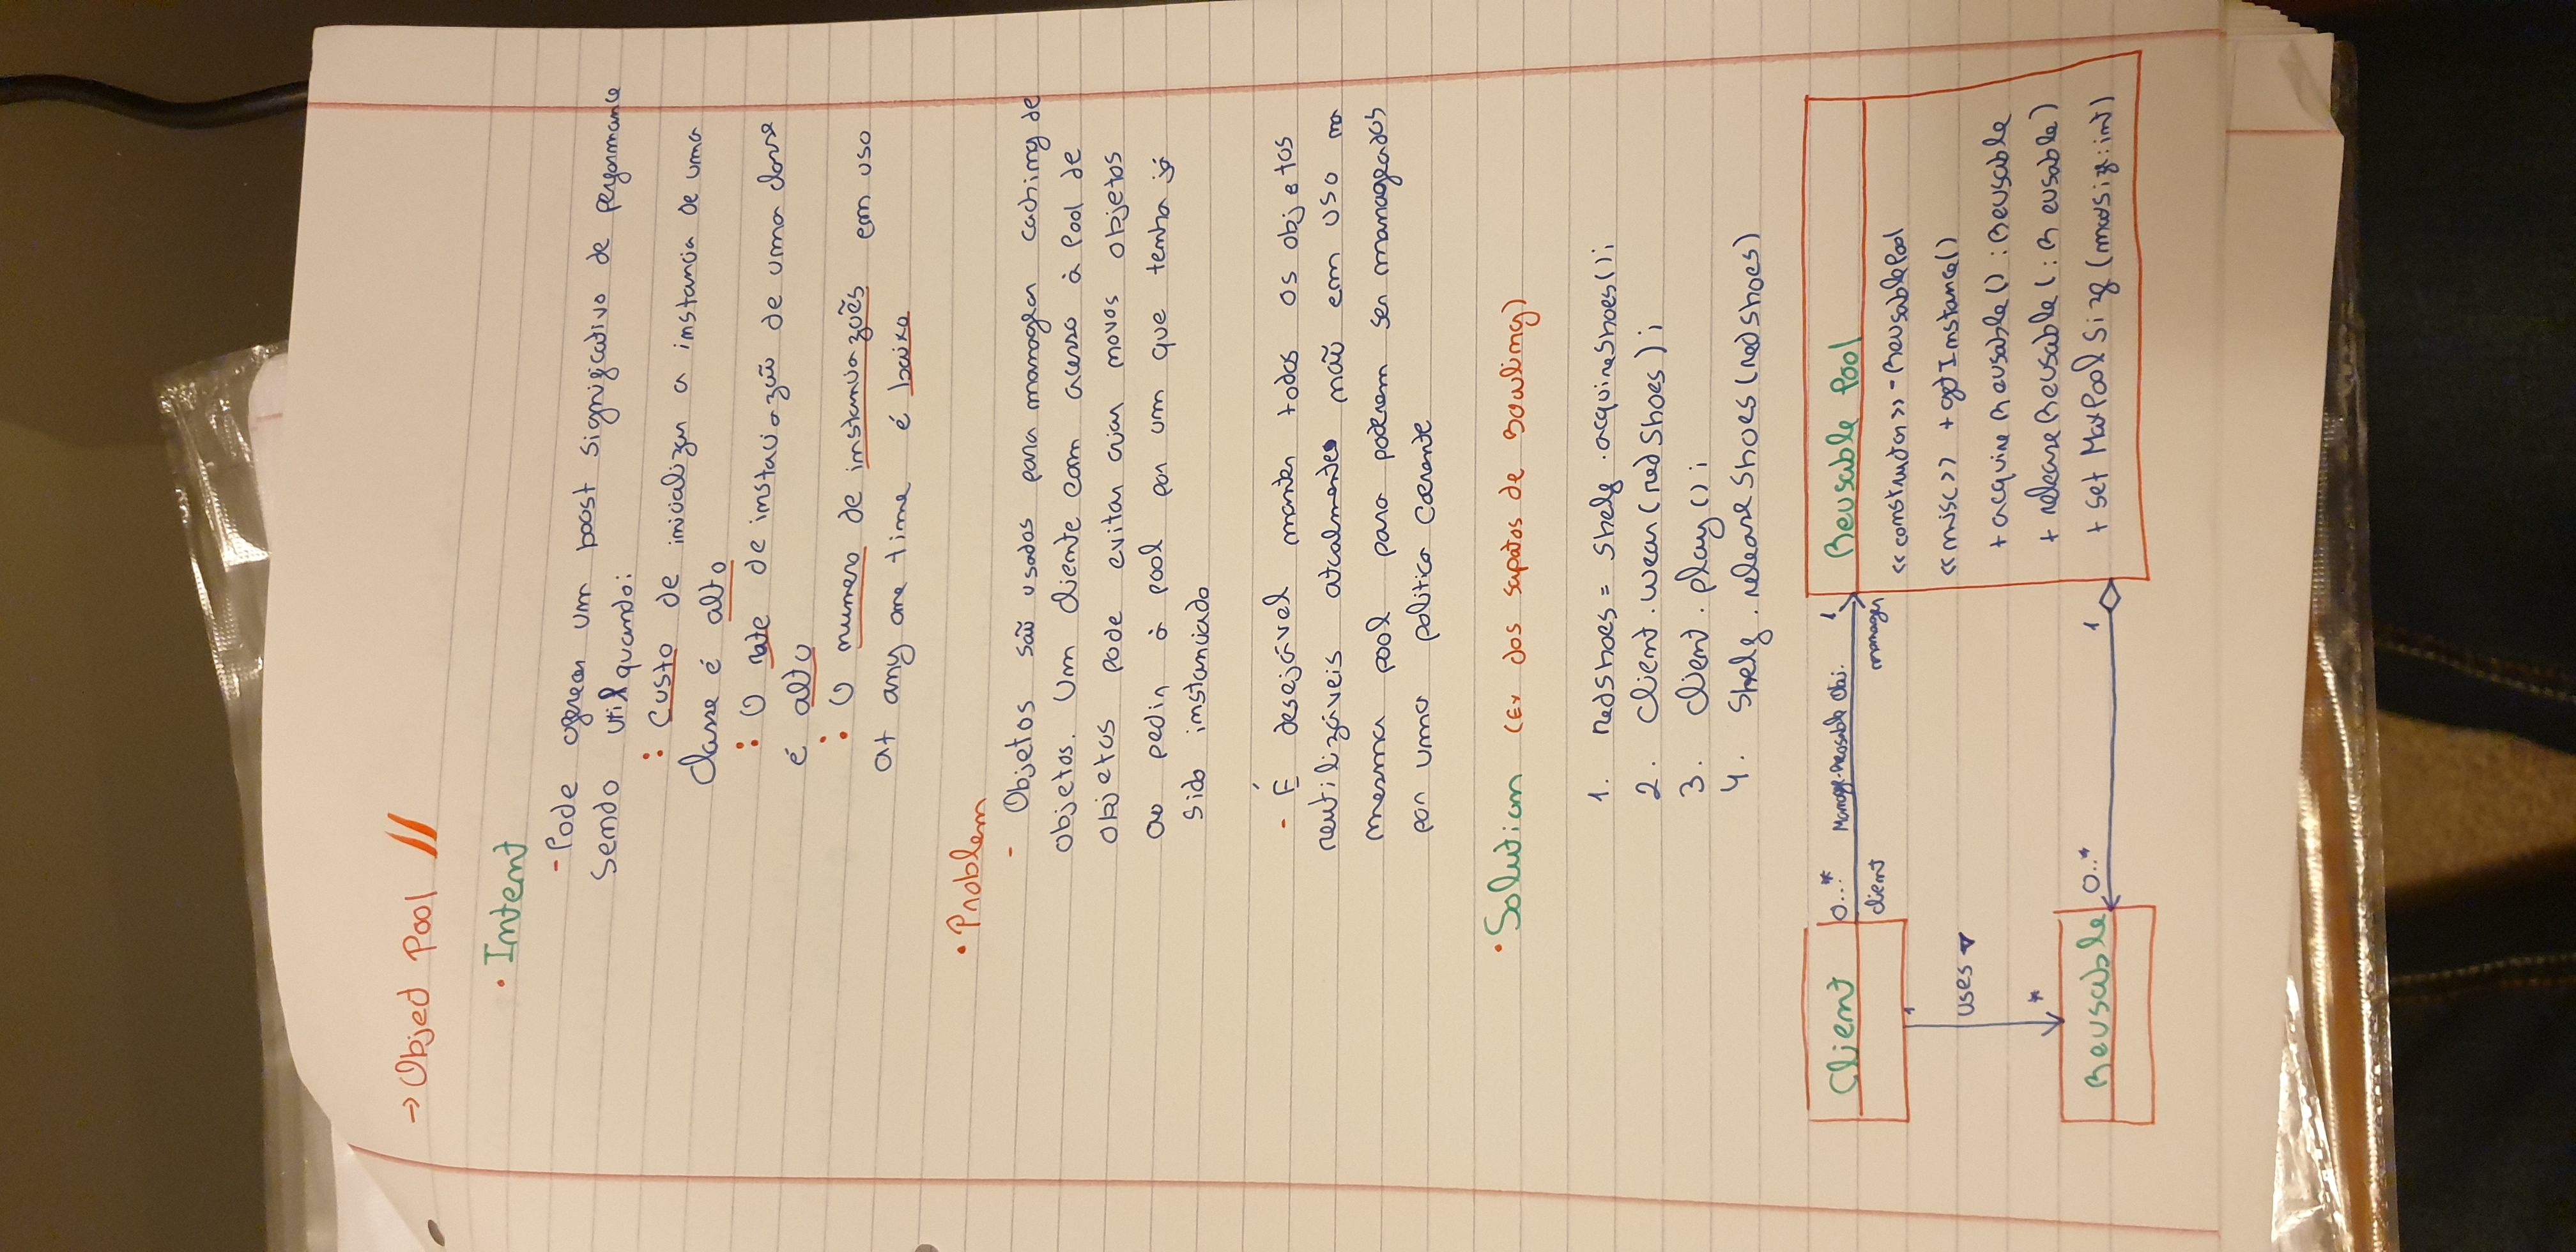 → Object Pool //
• Intent
- Pode oferecer um boost significativo de performance
sendo util quando:
: Custo de inicializar a instancia de uma
classe é alto
: O rate de instaciazção de uma classe
é alto
: O numero de instanciazções em uso
at any one time é baixo
• Problem
- Objetos são usados para managear caching de
objetos. Um cliente com acesso à Pool de
objetos pode evitar criar novos objetos
ao pedir à pool por um que tenha já
sido instanciado
- É desejável manter todos os objetos
reutilizáveis atcalmente não em uso na
mesma pool para poderem ser manageados
por uma politica coerente
• Solution (Ex dos sapatos de Bowling)
1. redShoes = Shelf.acquireShoes();
2. Client.wear(redShoes);
3. Client.play();
4. Shelf.releaseShoes(redshoes)
Client 0...* Manage-Reusable Obj. 1 Reusable Pool
client manager
<<constructor>> - ReusablePool
1
<<misc>> + getInstance()
uses ▽
+ acquireReusable() : Reusable
*
+ releaseReusable(: Reusable)
Reusable 0..* 1
+ set MaxPoolSize (maxSize: int)